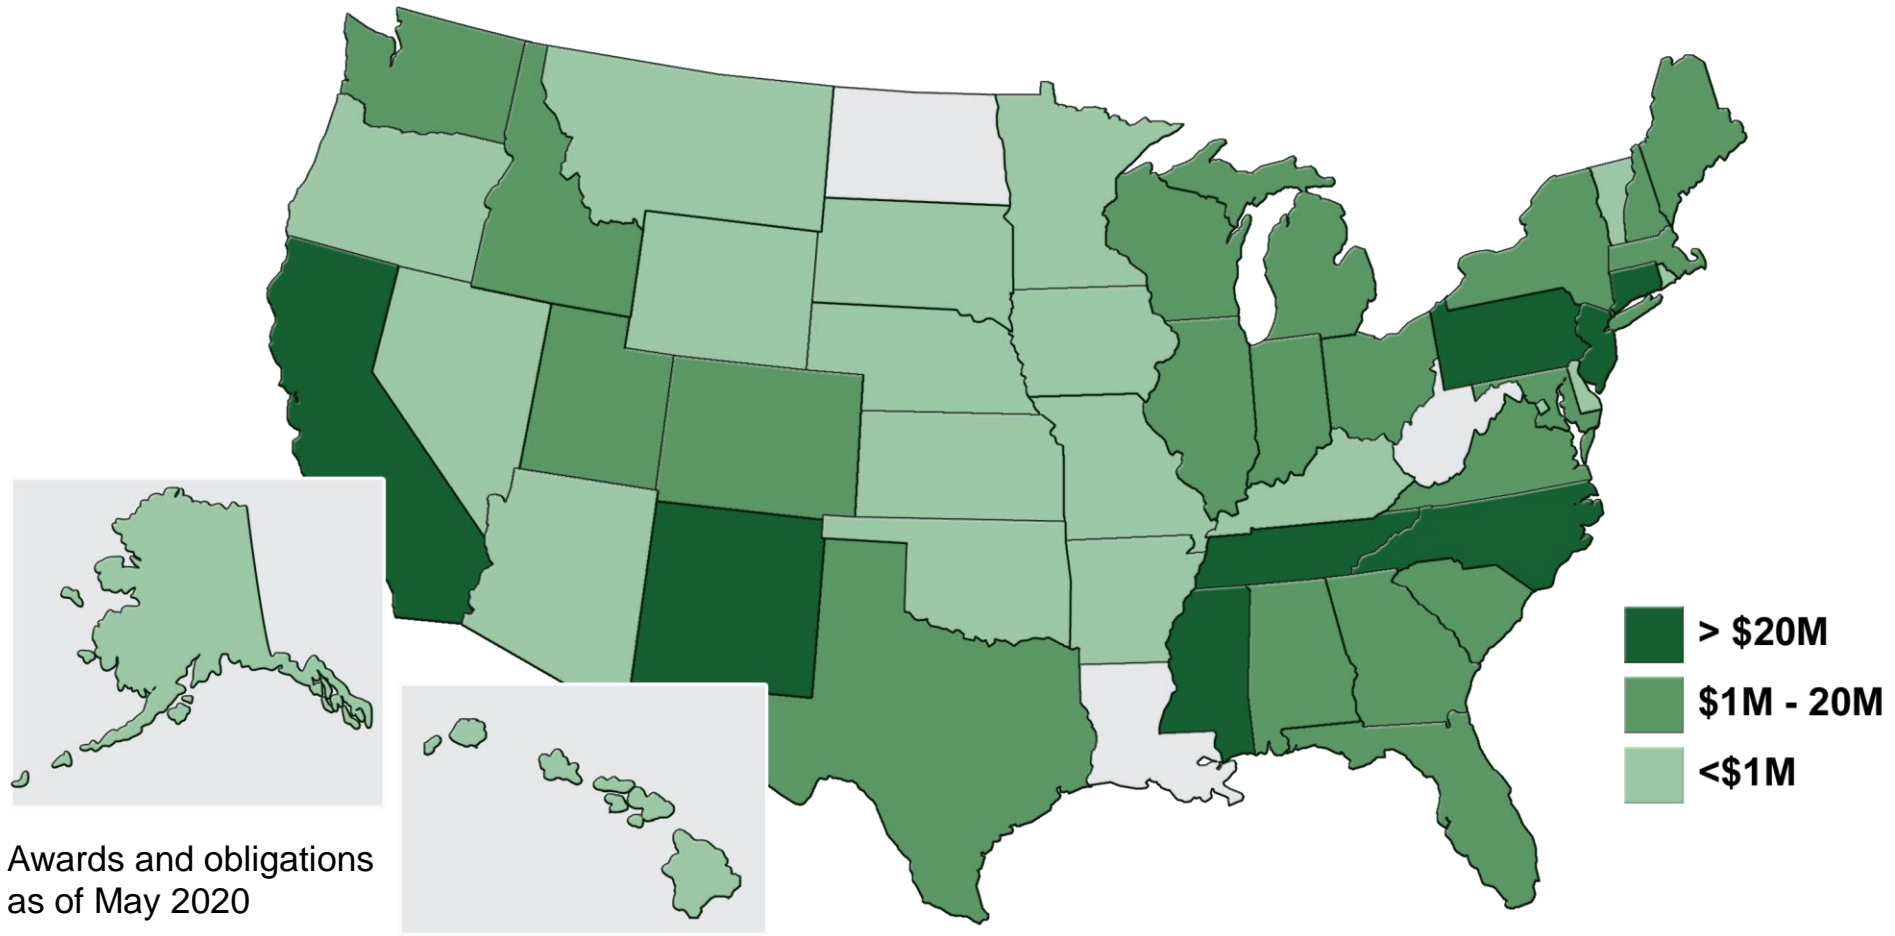 > $20M
$1M - 20M
<$1M
Awards and obligations
as of May 2020